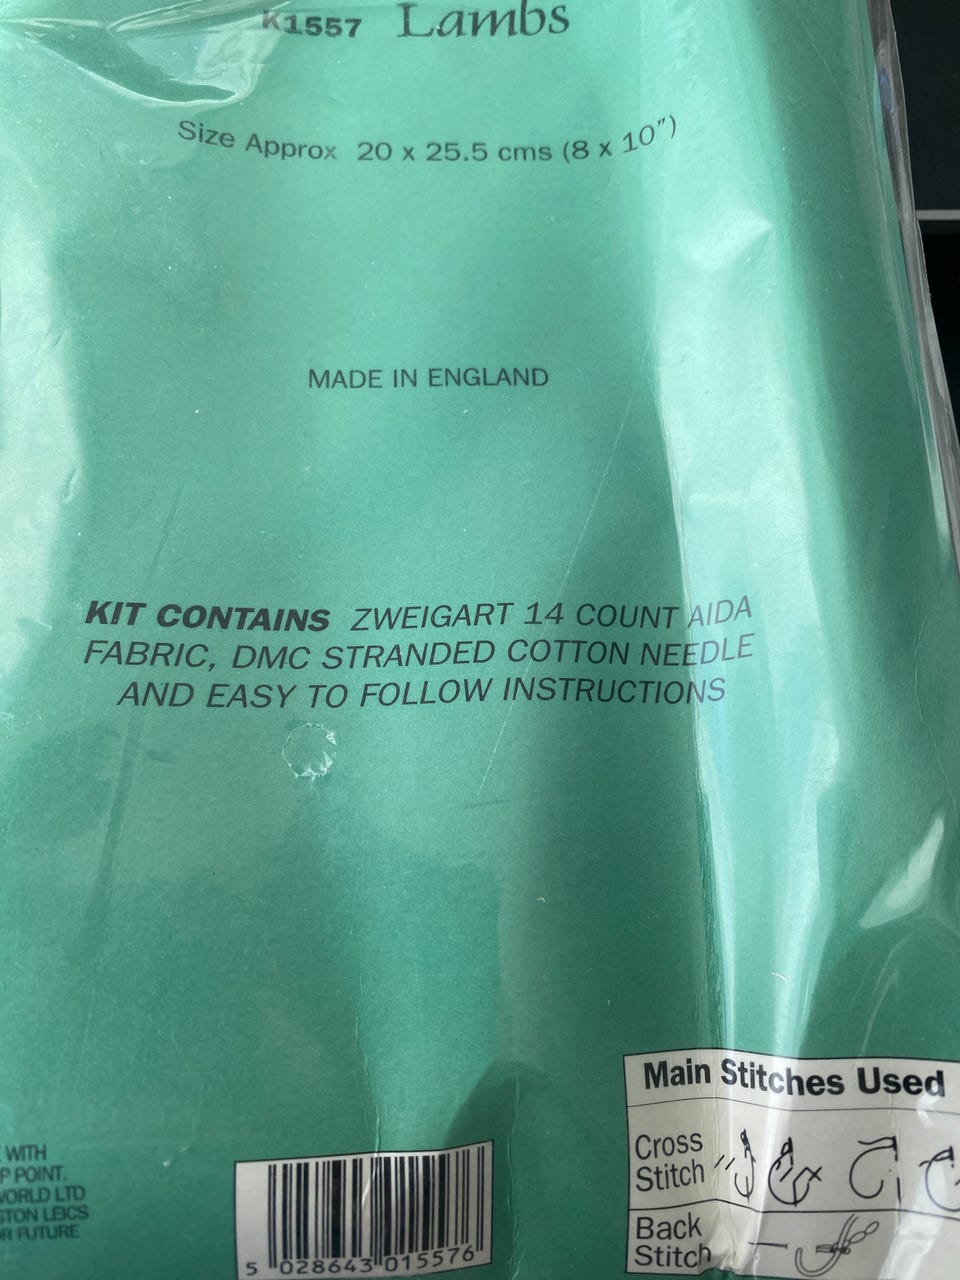 K1557 Lambs
Size Approx 20 x 25.5 cms (8 x 10")
MADE IN ENGLAND
KIT CONTAINS ZWEIGART 14 COUNT AIDA
FABRIC, DMC STRANDED COTTON NEEDLE
AND EASY TO FOLLOW INSTRUCTIONS
Main Stitches Used
Cross
Stitch
Back
Stitch
WITH
P POINT.
WORLD LTD
STON LEICS
R FUTURE
5 028643 015576